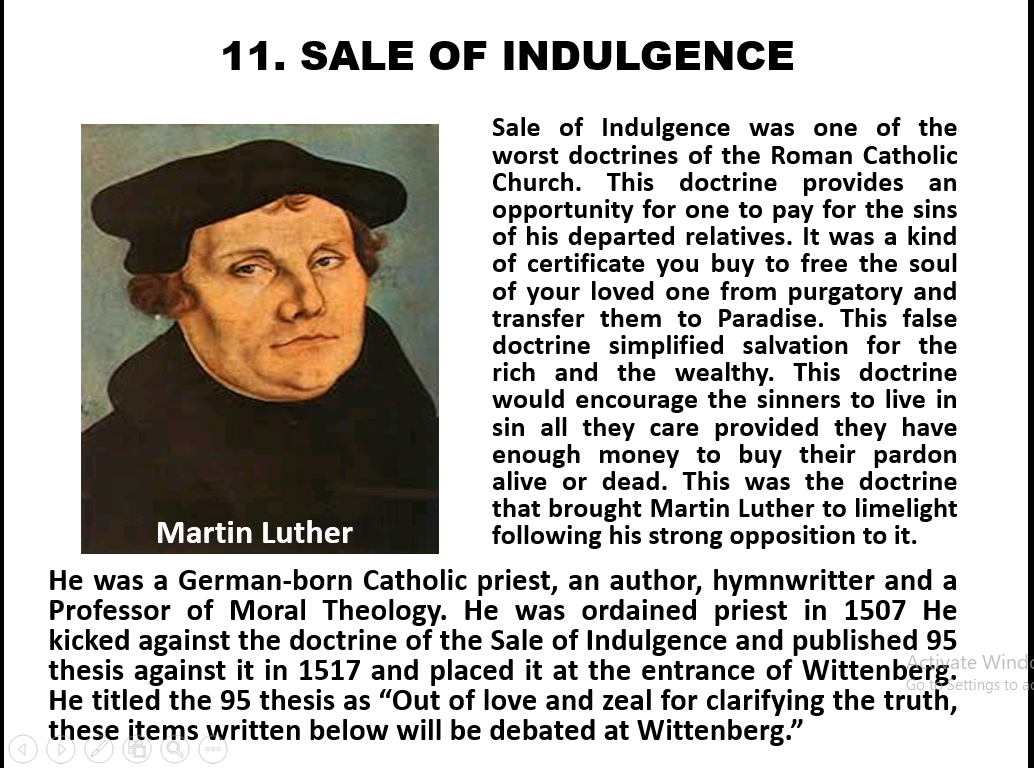 11. SALE OF INDULGENCE
Sale of Indulgence was one of the
worst doctrines of the Roman Catholic
Church. This doctrine provides an
opportunity for one to pay for the sins
of his departed relatives. It was a kind
of certificate you buy to free the soul
of your loved one from purgatory and
transfer them to Paradise. This false
doctrine simplified salvation for the
rich and the wealthy. This doctrine
would encourage the sinners to live in
sin all they care provided they have
enough money to buy their pardon
alive or dead. This was the doctrine
that brought Martin Luther to limelight
following his strong opposition to it.
Martin Luther
He was a German-born Catholic priest, an author, hymnwritter and a
Professor of Moral Theology. He was ordained priest in 1507 He
kicked against the doctrine of the Sale of Indulgence and published 95
thesis against it in 1517 and placed it at the entrance of Wittenberg.
He titled the 95 thesis as “Out of love and zeal for clarifying the truth,
these items written below will be debated at Wittenberg.”
Activate Windo
Go to Settings to a